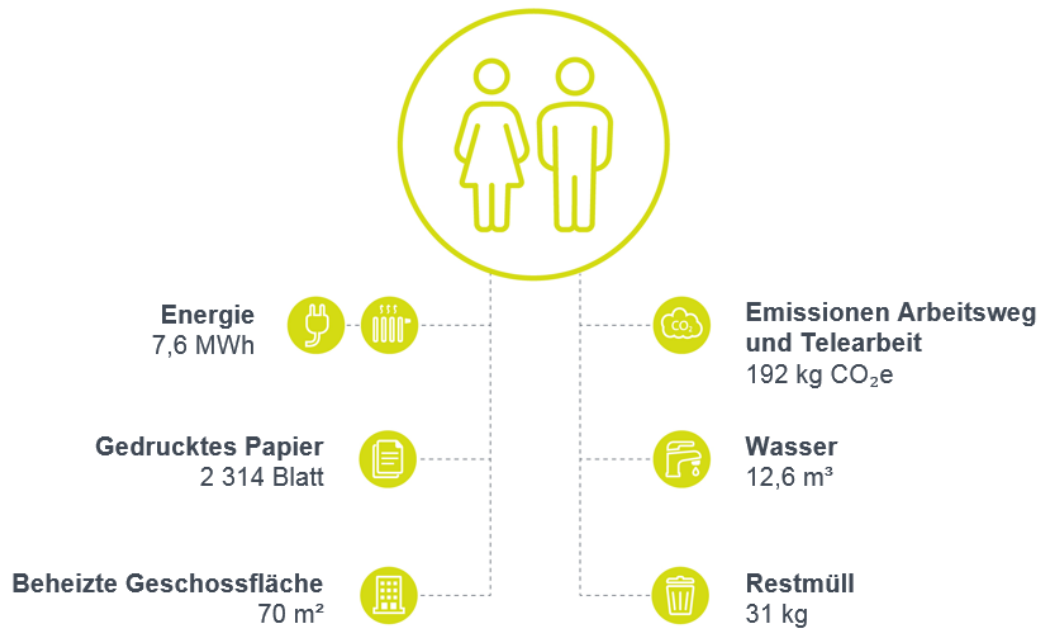 Energie
7,6 MWh
Emissionen Arbeitsweg
und Telearbeit
192 kg CO₂e
CO₂
Gedrucktes Papier
2 314 Blatt
Wasser
12,6 m³
Beheizte Geschossfläche
70 m²
Restmüll
31 kg